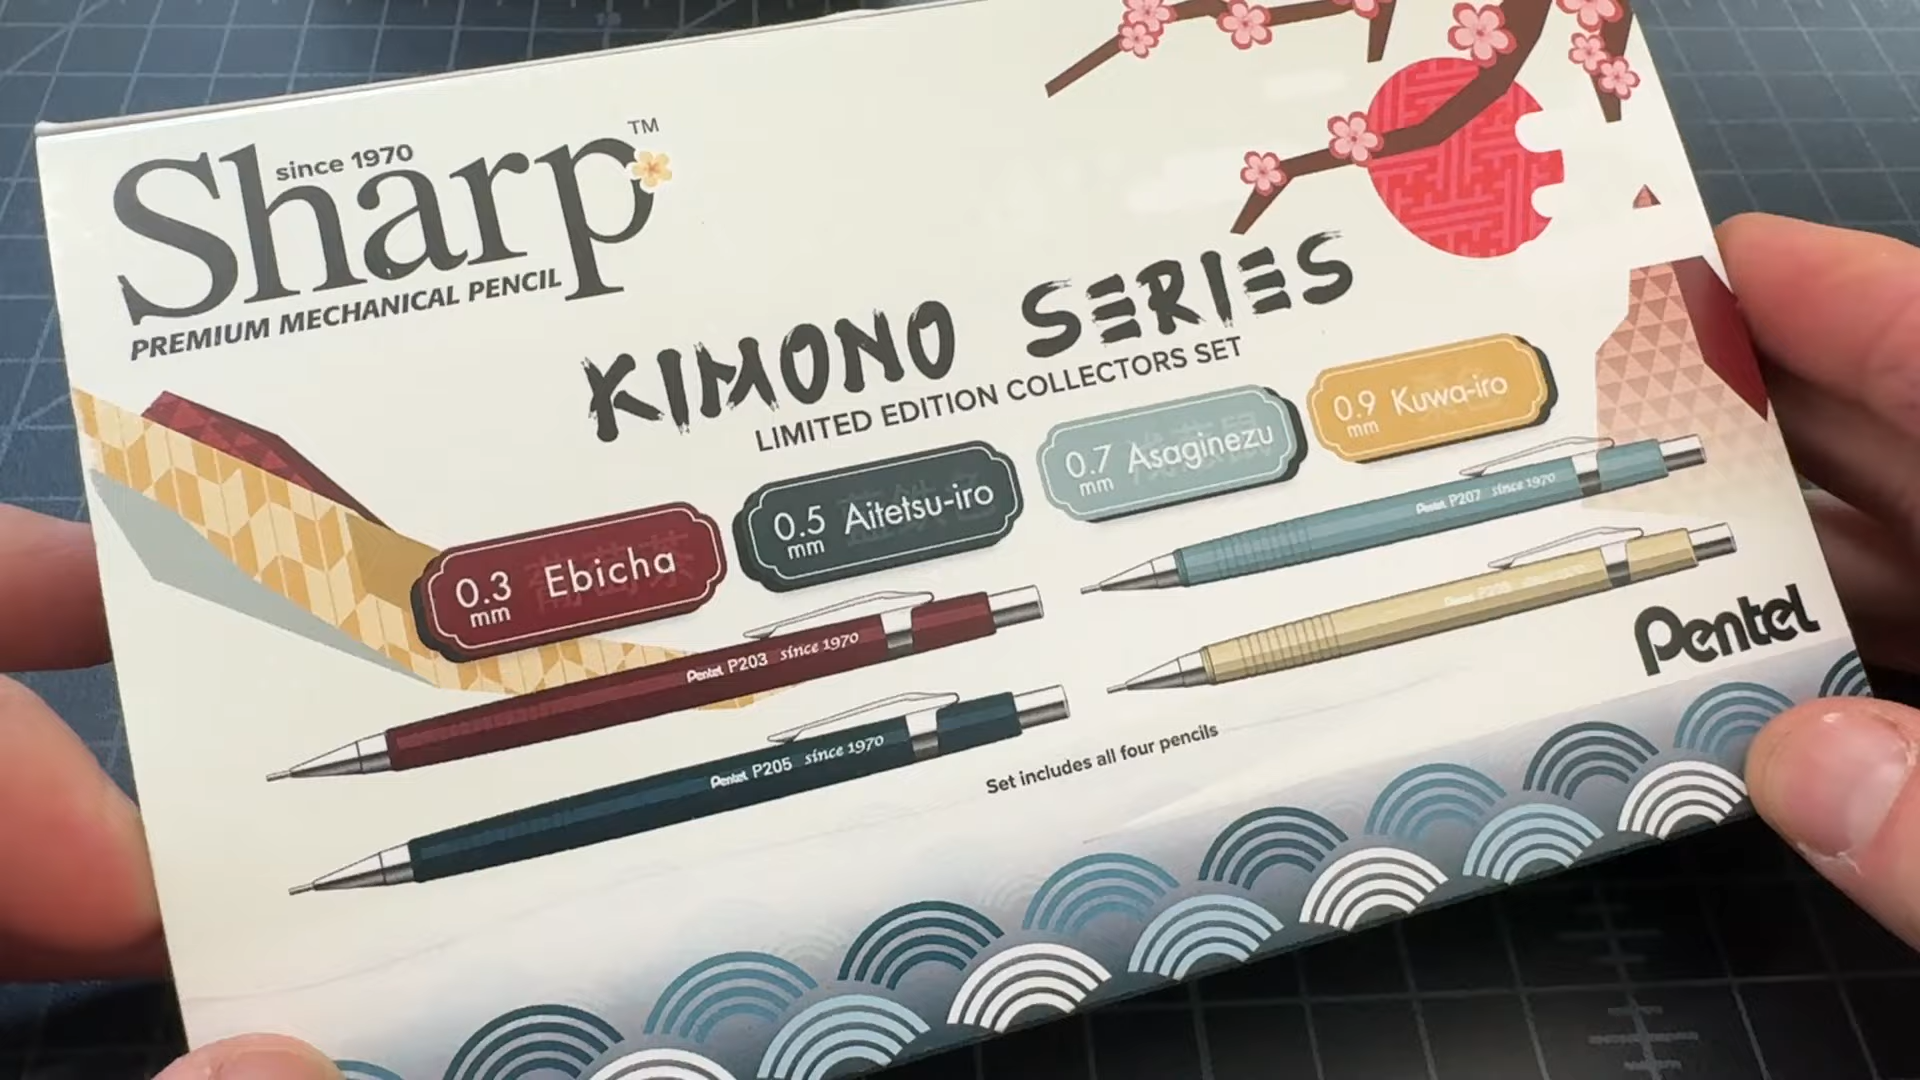 since 1970
Sharp™
PREMIUM MECHANICAL PENCIL
KIMONO SERIES
LIMITED EDITION COLLECTORS SET
0.3 mm Ebicha
0.5 mm Aitetsu-iro
0.7 mm Asaginezu
0.9 mm Kuwa-iro
Pentel P203 since 1970
Pentel P205 since 1970
Pentel P207 since 1970
Pentel
Pentel
Set includes all four pencils